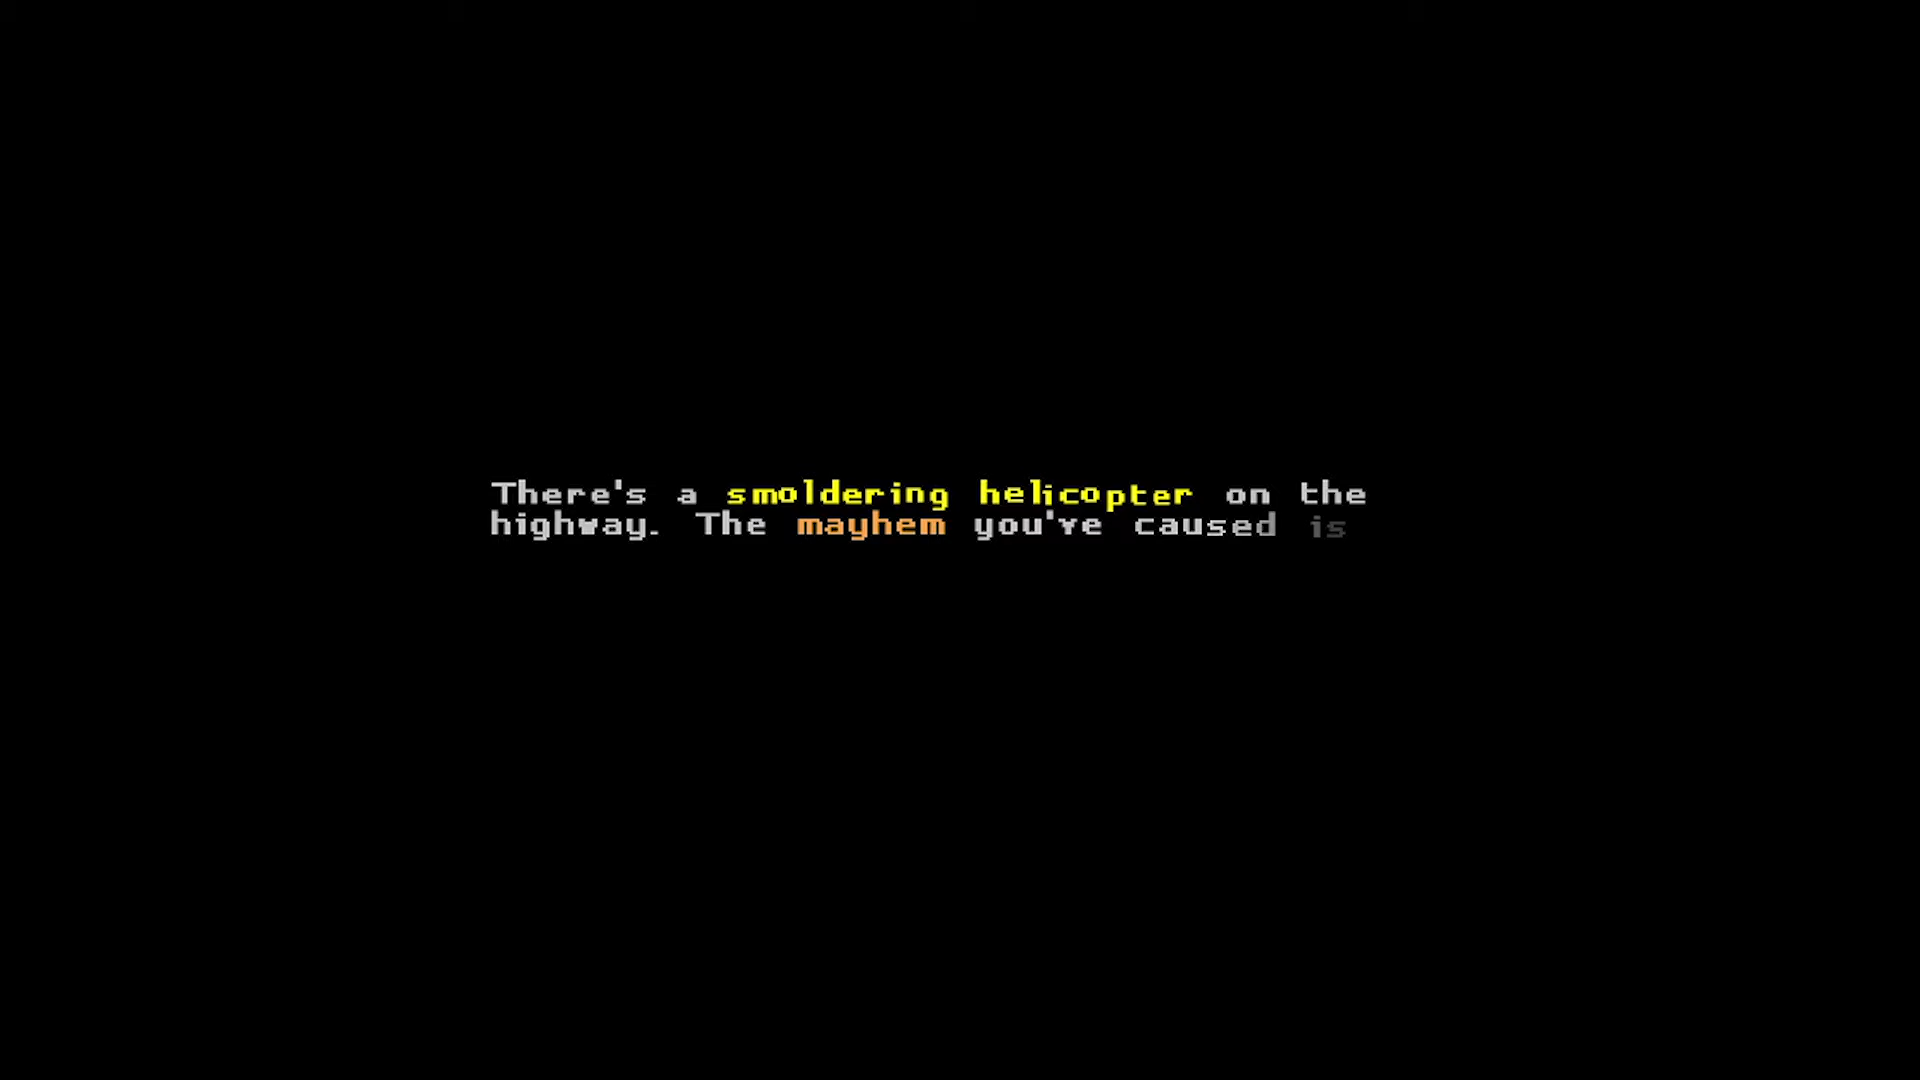 There's a smoldering helicopter on the
highway. The mayhem you've caused is